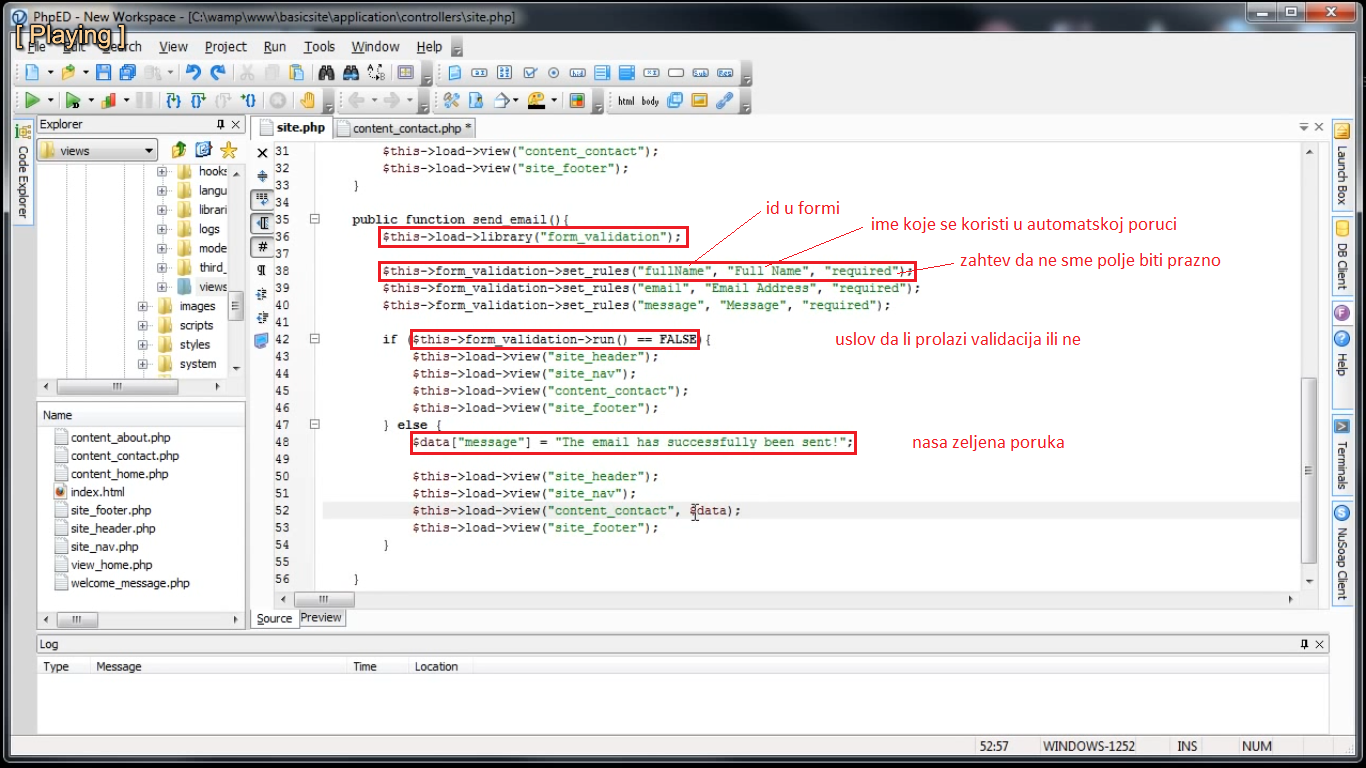 PhpED - New Workspace - [C:\wamp\www\basicsite\application\controllers\site.php]
[ Playing ]
Search View Project Run Tools Window Help
html body
Explorer
views
hooks
langu
librari
logs
mode
third_
views
images
scripts
styles
system
Name
content_about.php
content_contact.php
content_home.php
index.html
site_footer.php
site_header.php
site_nav.php
view_home.php
welcome_message.php
Code Explorer
site.php content_contact.php *
31 $this->load->view("content_contact");
32 $this->load->view("site_footer");
33 }
34
35 public function send_email(){
36 $this->load->library("form_validation");
37
38 $this->form_validation->set_rules("fullName", "Full Name", "required");
39 $this->form_validation->set_rules("email", "Email Address", "required");
40 $this->form_validation->set_rules("message", "Message", "required");
41
42 if ($this->form_validation->run() == FALSE){
43 $this->load->view("site_header");
44 $this->load->view("site_nav");
45 $this->load->view("content_contact");
46 $this->load->view("site_footer");
47 } else {
48 $data["message"] = "The email has successfully been sent!";
49
50 $this->load->view("site_header");
51 $this->load->view("site_nav");
52 $this->load->view("content_contact", $data);
53 $this->load->view("site_footer");
54 }
55
56 }
id u formi
ime koje se koristi u automatskoj poruci
zahtev da ne sme polje biti prazno
uslov da li prolazi validacija ili ne
nasa zeljena poruka
Source Preview
Launch Box
DB Client
Help
Terminals
NuSoap Client
Log
Type Message Time Location
52:57 WINDOWS-1252 INS NUM